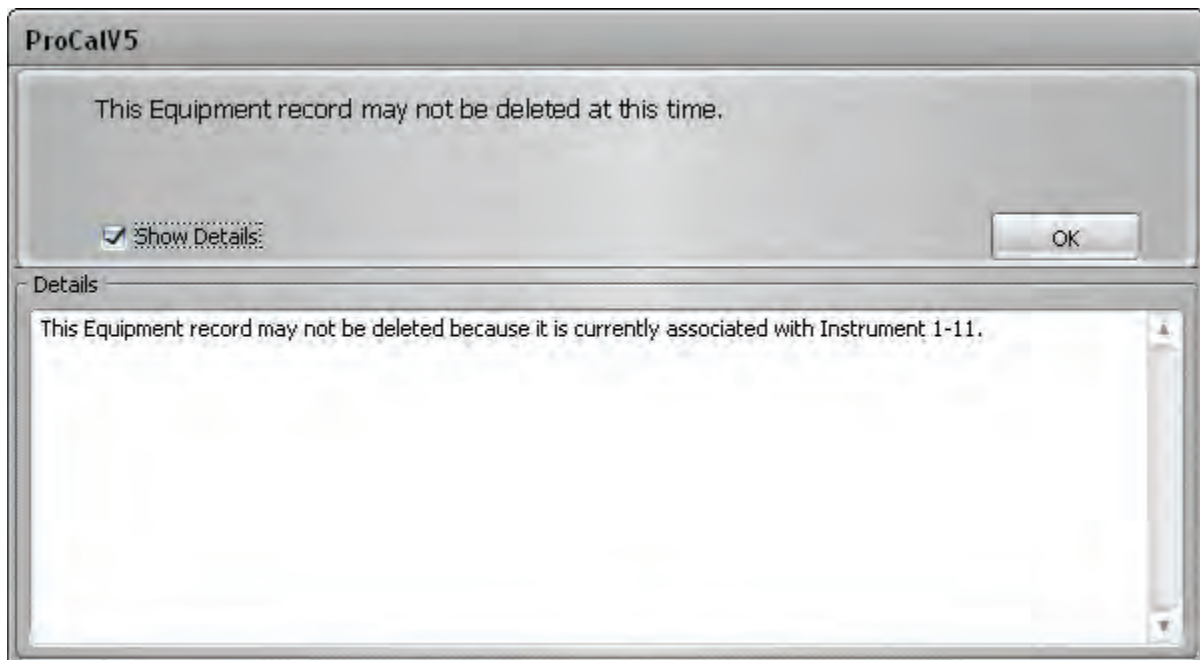 ProCalV5
This Equipment record may not be deleted at this time.
Show Details
OK
Details
This Equipment record may not be deleted because it is currently associated with Instrument 1-11.